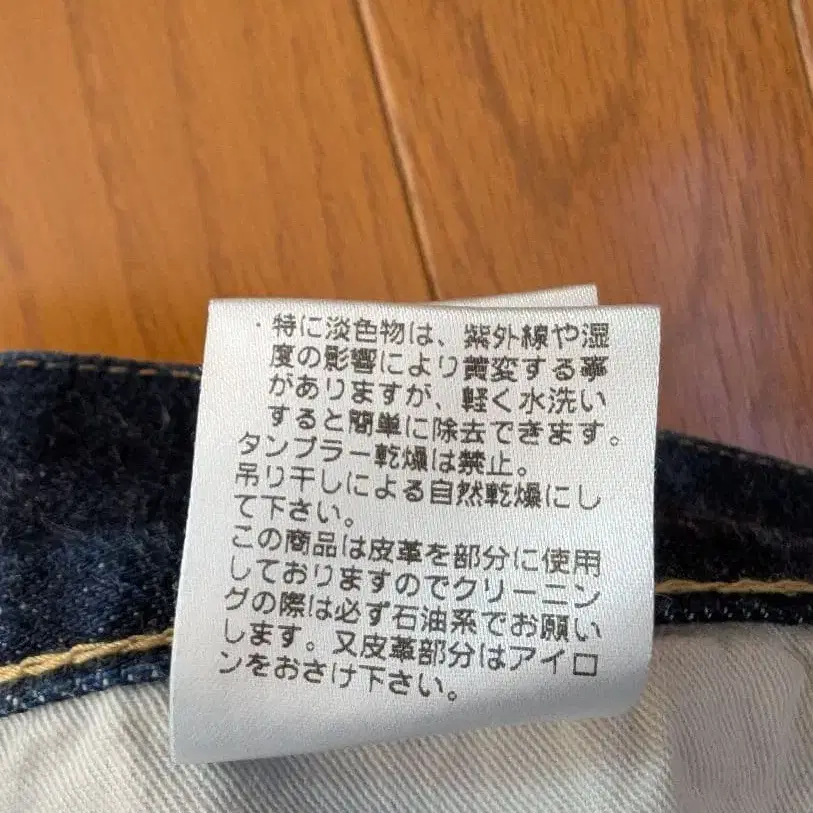 ・特に淡色物は、紫外線や湿
度の影響により黄変する事
がありますが、軽く水洗い
すると簡単に除去できます。
タンブラー乾燥は禁止。
吊り干しによる自然乾燥にし
て下さい。
この商品は皮革を部分に使用
しておりますのでクリーニン
グの際は必ず石油系でお願い
します。又皮革部分はアイロ
ンをおさけ下さい。